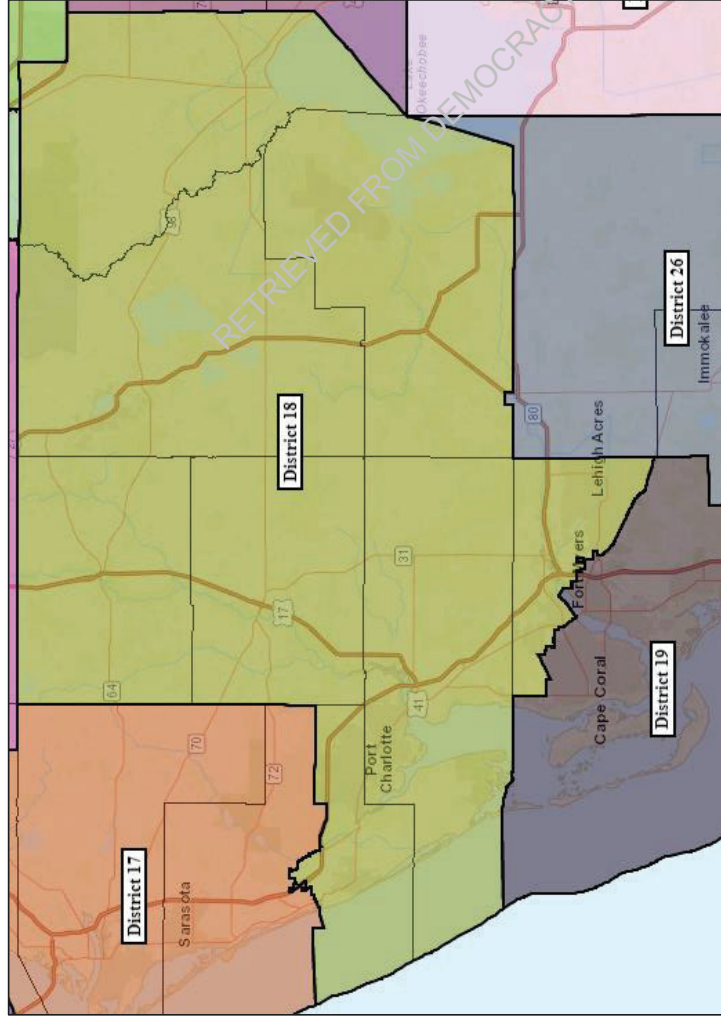 District 17
Sarasota
64
70
72
17
98
District 18
31
41
Port
Charlotte
Lake
Okeechobee
80
Lehigh Acres
Fort Myers
Cape Coral
District 19
District 26
Immokalee
RETRIEVED FROM DEMOCRAC